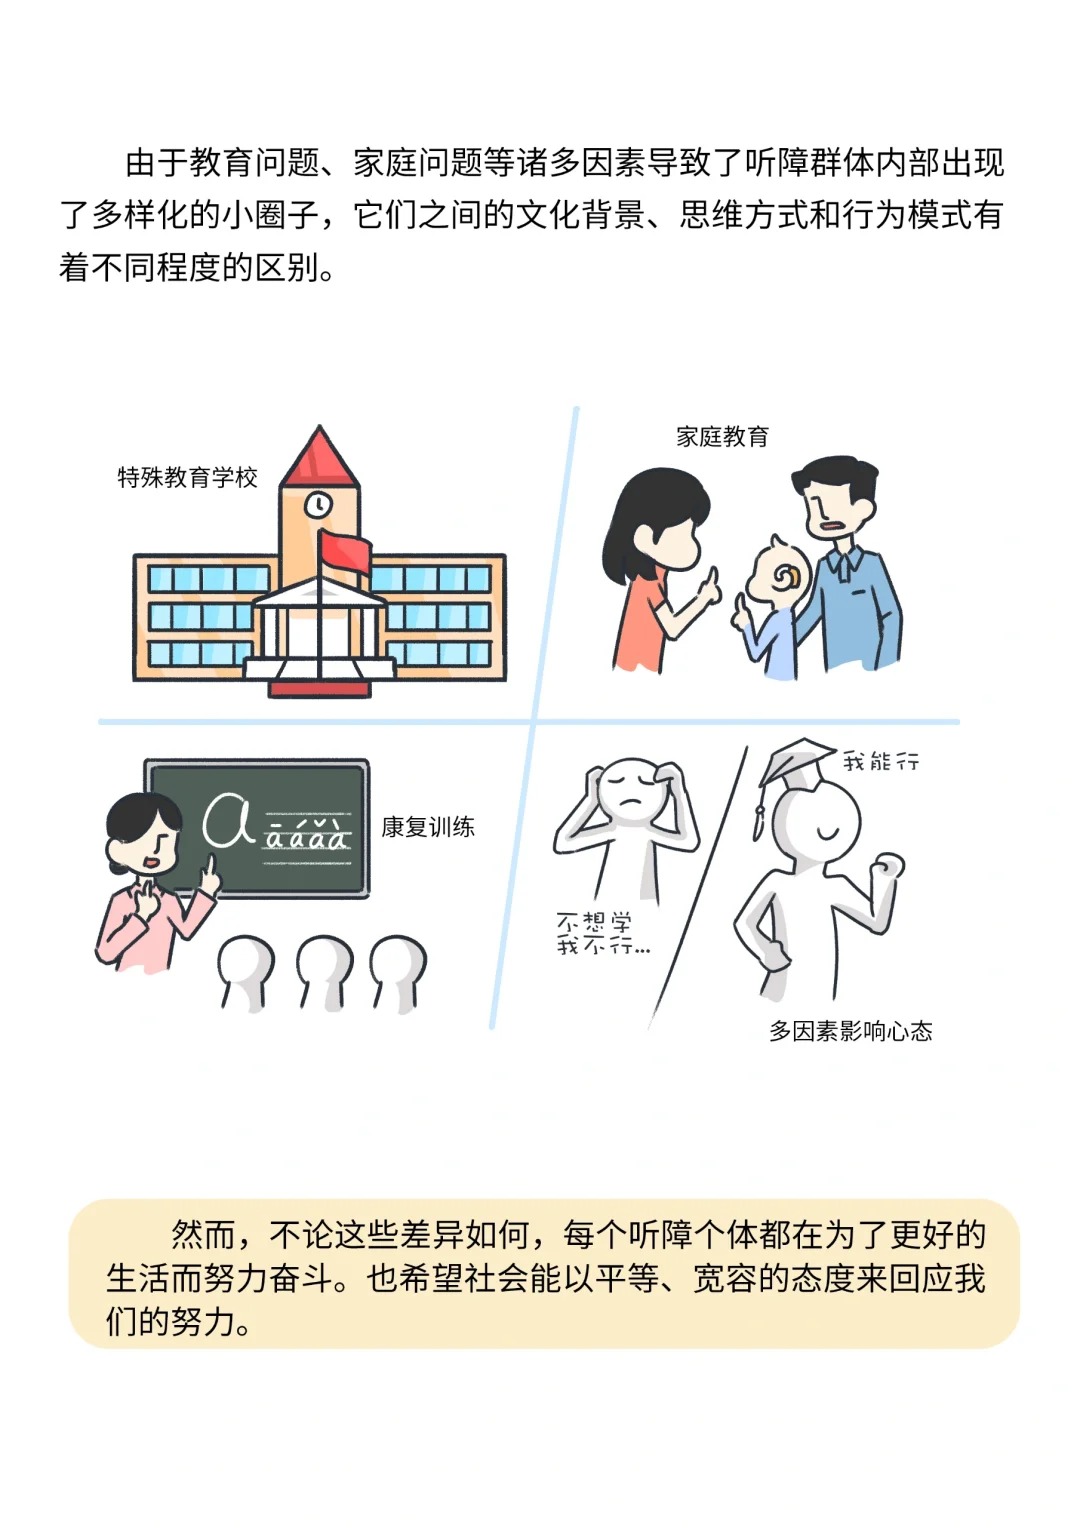 由于教育问题、家庭问题等诸多因素导致了听障群体内部出现
了多样化的小圈子，它们之间的文化背景、思维方式和行为模式有
着不同程度的区别。
特殊教育学校
家庭教育
a
āáǎà
康复训练
不想学
我不行...
我能行
多因素影响心态
然而，不论这些差异如何，每个听障个体都在为了更好的
生活而努力奋斗。也希望社会能以平等、宽容的态度来回应我
们的努力。